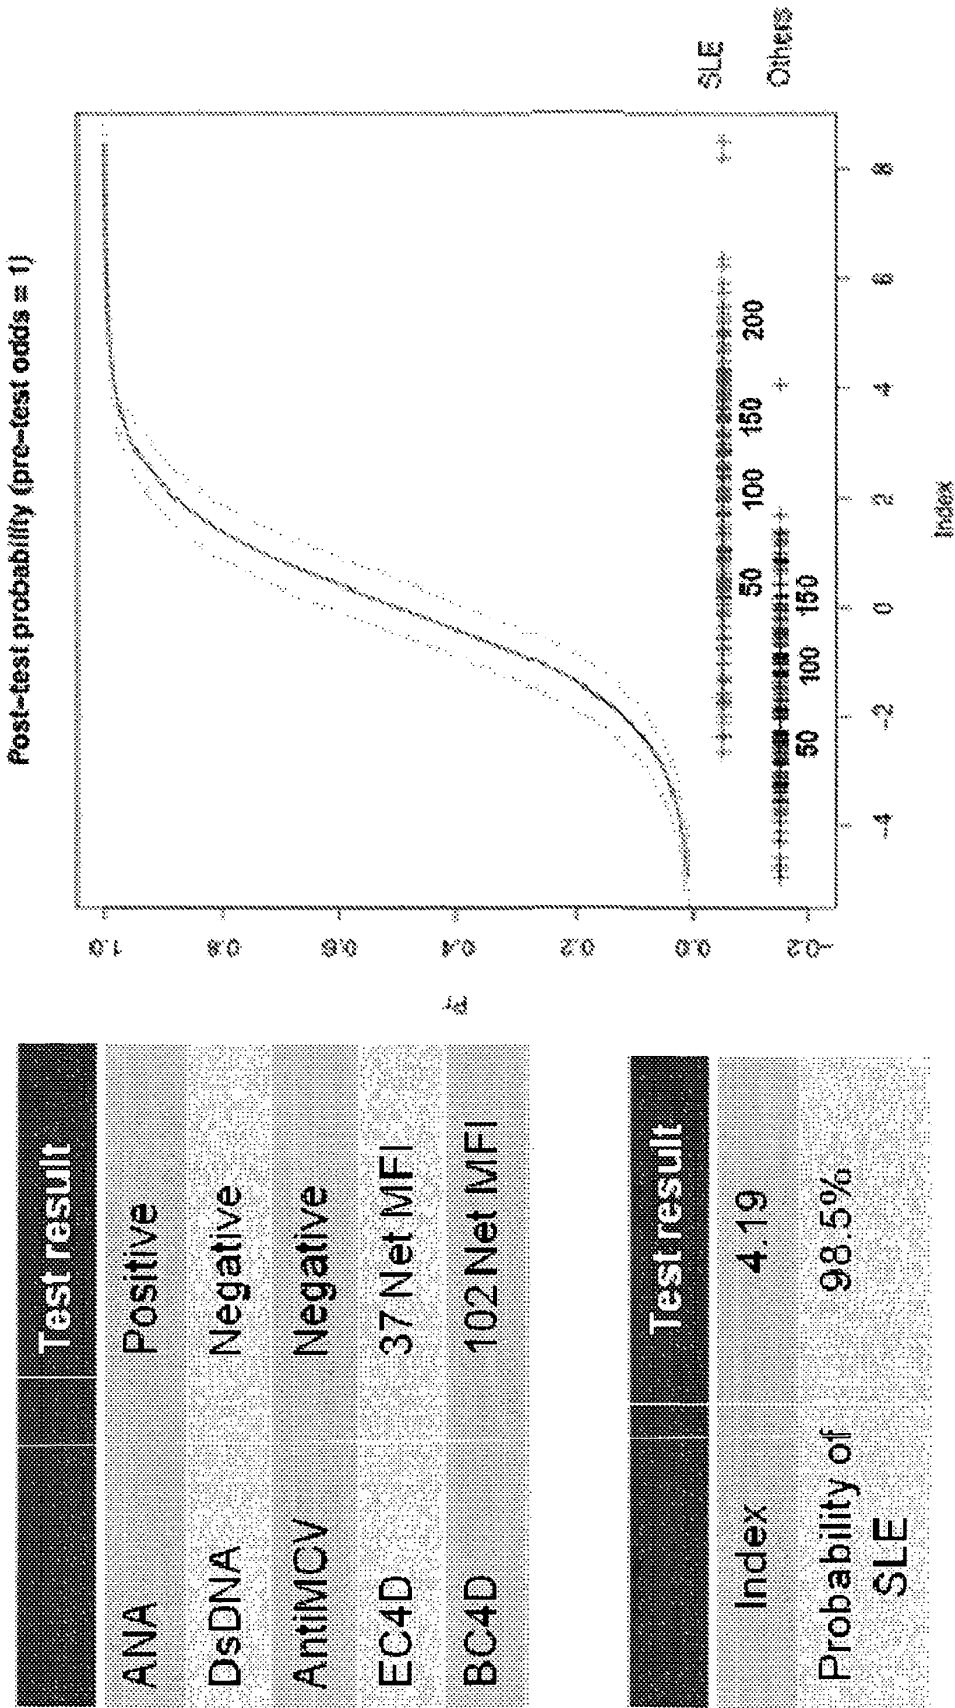 Test result
ANA Positive
DsDNA Negative
AntiMCV Negative
EC4D 37 Net MFI
BC4D 102 Net MFI
Test result
Index 4.19
Probability of SLE 98.5%
Post-test probability (pre-test odds = 1)
Pr
1.0
0.8
0.6
0.4
0.2
0.0
-0.2
SLE
50 100 150 200
Others
50 100 150
-4 -2 0 2 4 6 8
Index